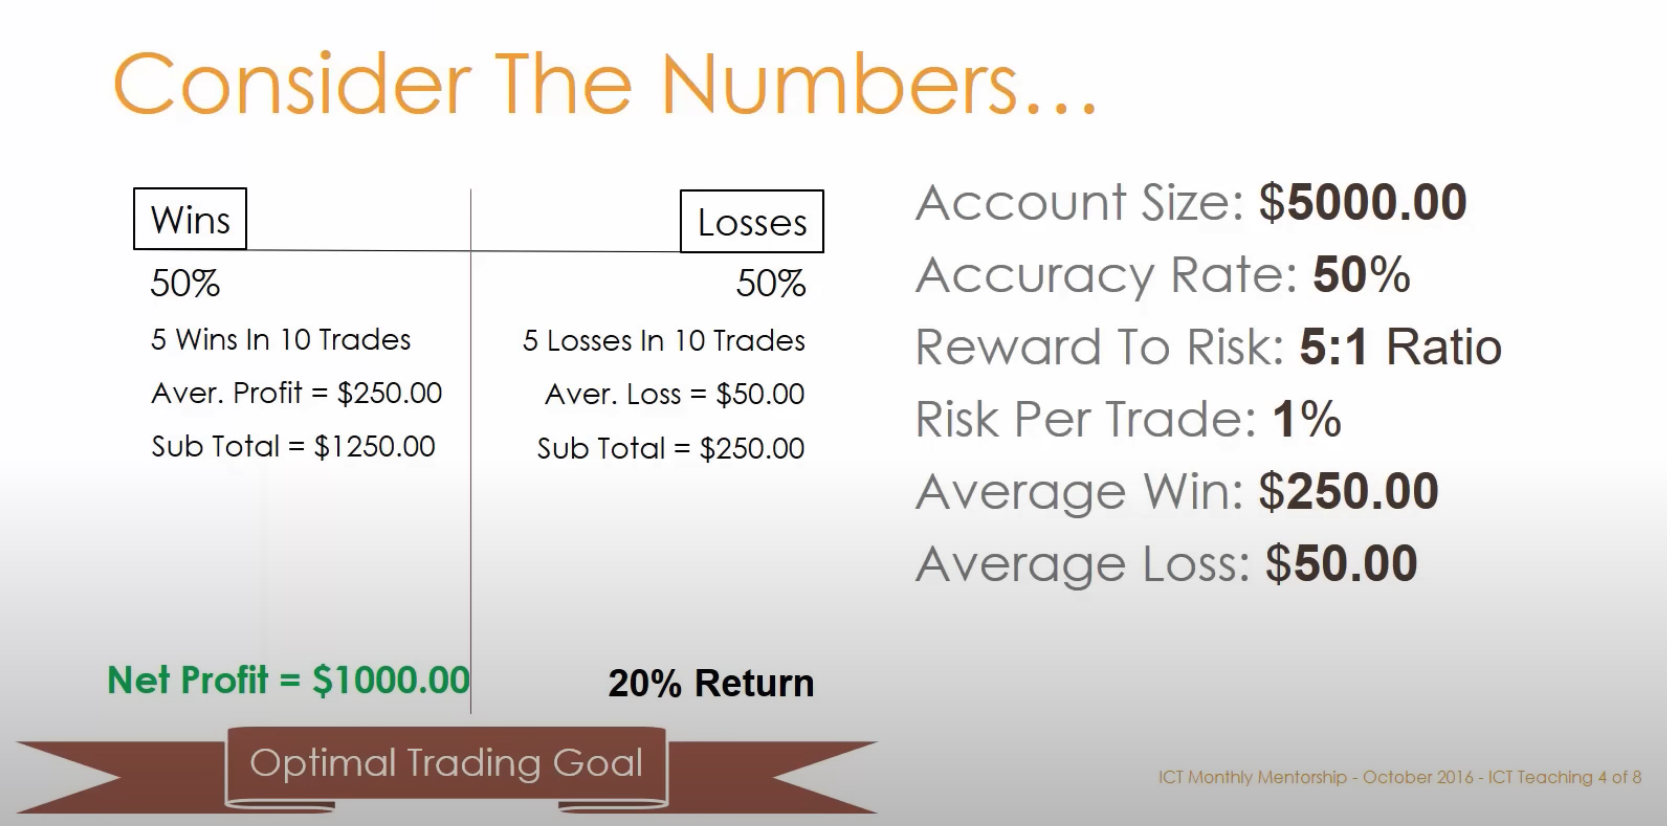 Consider The Numbers...
Wins
Losses
50%
50%
5 Wins In 10 Trades
5 Losses In 10 Trades
Aver. Profit = $250.00
Aver. Loss = $50.00
Sub Total = $1250.00
Sub Total = $250.00
Net Profit = $1000.00
20% Return
Optimal Trading Goal
Account Size: $5000.00
Accuracy Rate: 50%
Reward To Risk: 5:1 Ratio
Risk Per Trade: 1%
Average Win: $250.00
Average Loss: $50.00
ICT Monthly Mentorship - October 2016 - ICT Teaching 4 of 8